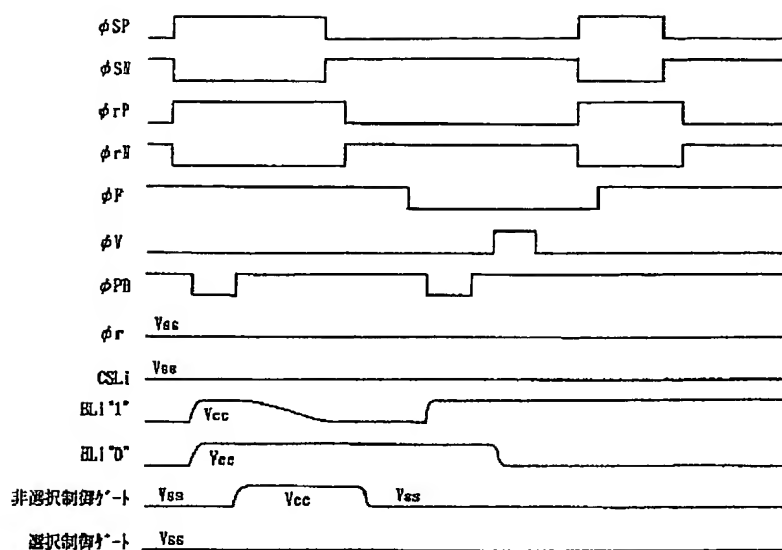 φSP
φSN
φrP
φrN
φF
φV
φPB
φr Vss
CSLi Vss
BLi"1" Vcc
BLi"0" Vcc
非選択制御ゲート Vss Vcc Vss
選択制御ゲート Vss